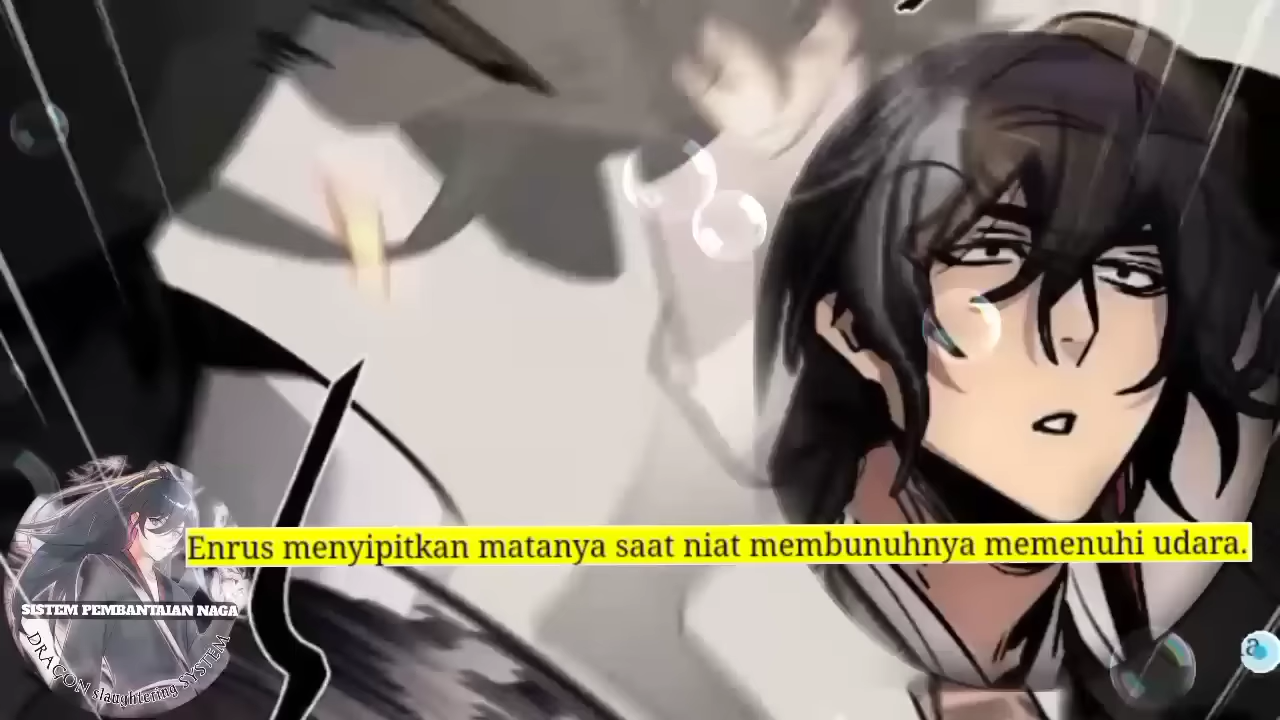 Enrus menyipitkan matanya saat niat membunuhnya memenuhi udara.
SISTEM PEMBANTAIAN NAGA
DRAGON slaughtering SYSTEM
a